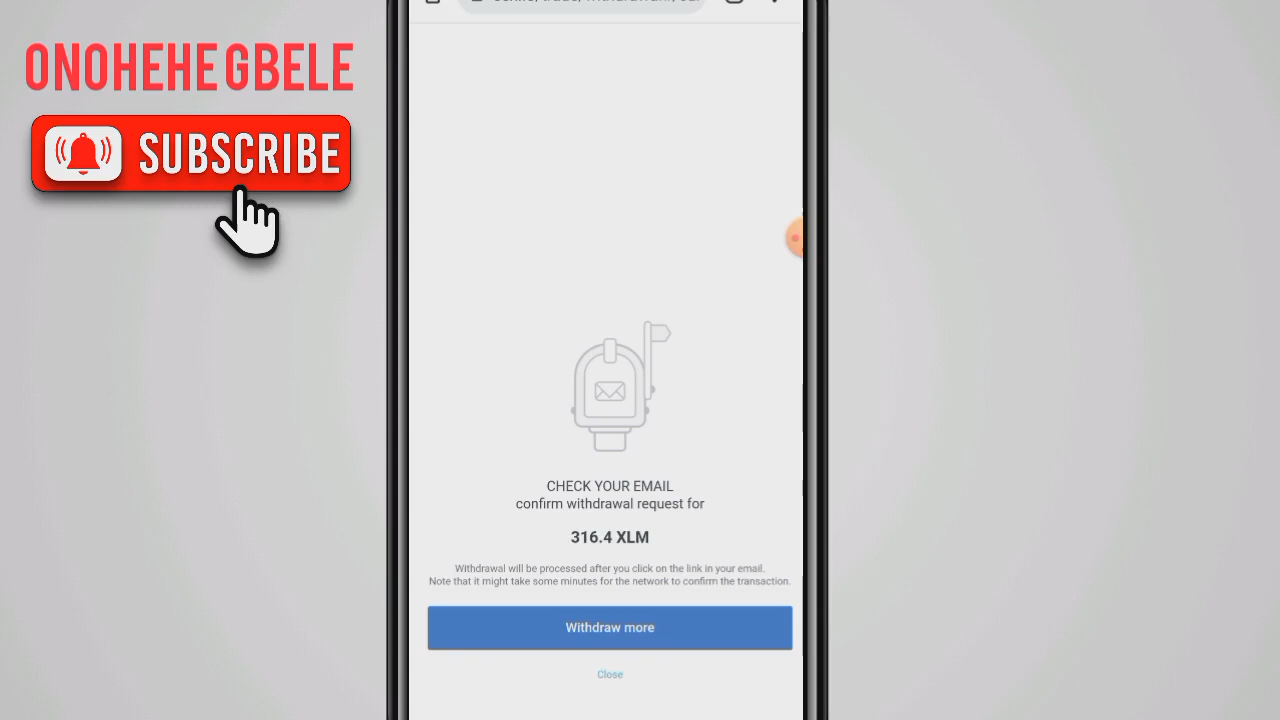 ONOHEHE GBELE
SUBSCRIBE
CHECK YOUR EMAIL
confirm withdrawal request for
316.4 XLM
Withdrawal will be processed after you click on the link in your email.
Note that it might take some minutes for the network to confirm the transaction.
Withdraw more
Close